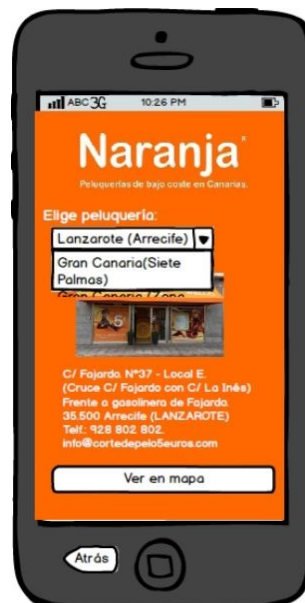 ABC 3G 10:26 PM
Naranja
Peluquerías de bajo coste en Canarias.
Elige peluquería:
Lanzarote (Arrecife)
Gran Canaria(Siete
Palmas)
Gran Canaria (Zona
C/ Fajardo. Nº37 - Local E.
(Cruce C/ Fajardo con C/ La Inés)
Frente a gasolinera de Fajardo.
35.500 Arrecife (LANZAROTE)
Telf.: 928 802 802.
info@cortedepelo5euros.com
Ver en mapa
Atrás